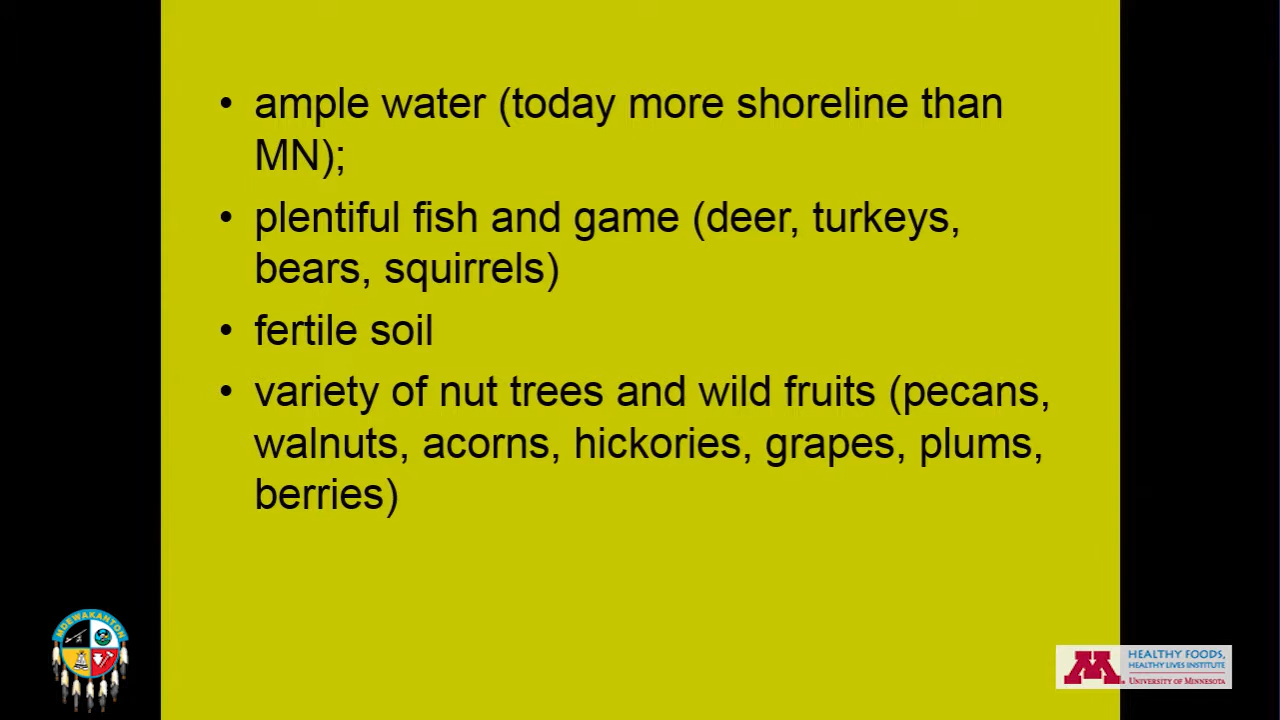 • ample water (today more shoreline than
MN);
• plentiful fish and game (deer, turkeys,
bears, squirrels)
• fertile soil
• variety of nut trees and wild fruits (pecans,
walnuts, acorns, hickories, grapes, plums,
berries)
MDEWAKANTON
M.
HEALTHY FOODS,
HEALTHY LIVES INSTITUTE
UNIVERSITY OF MINNESOTA